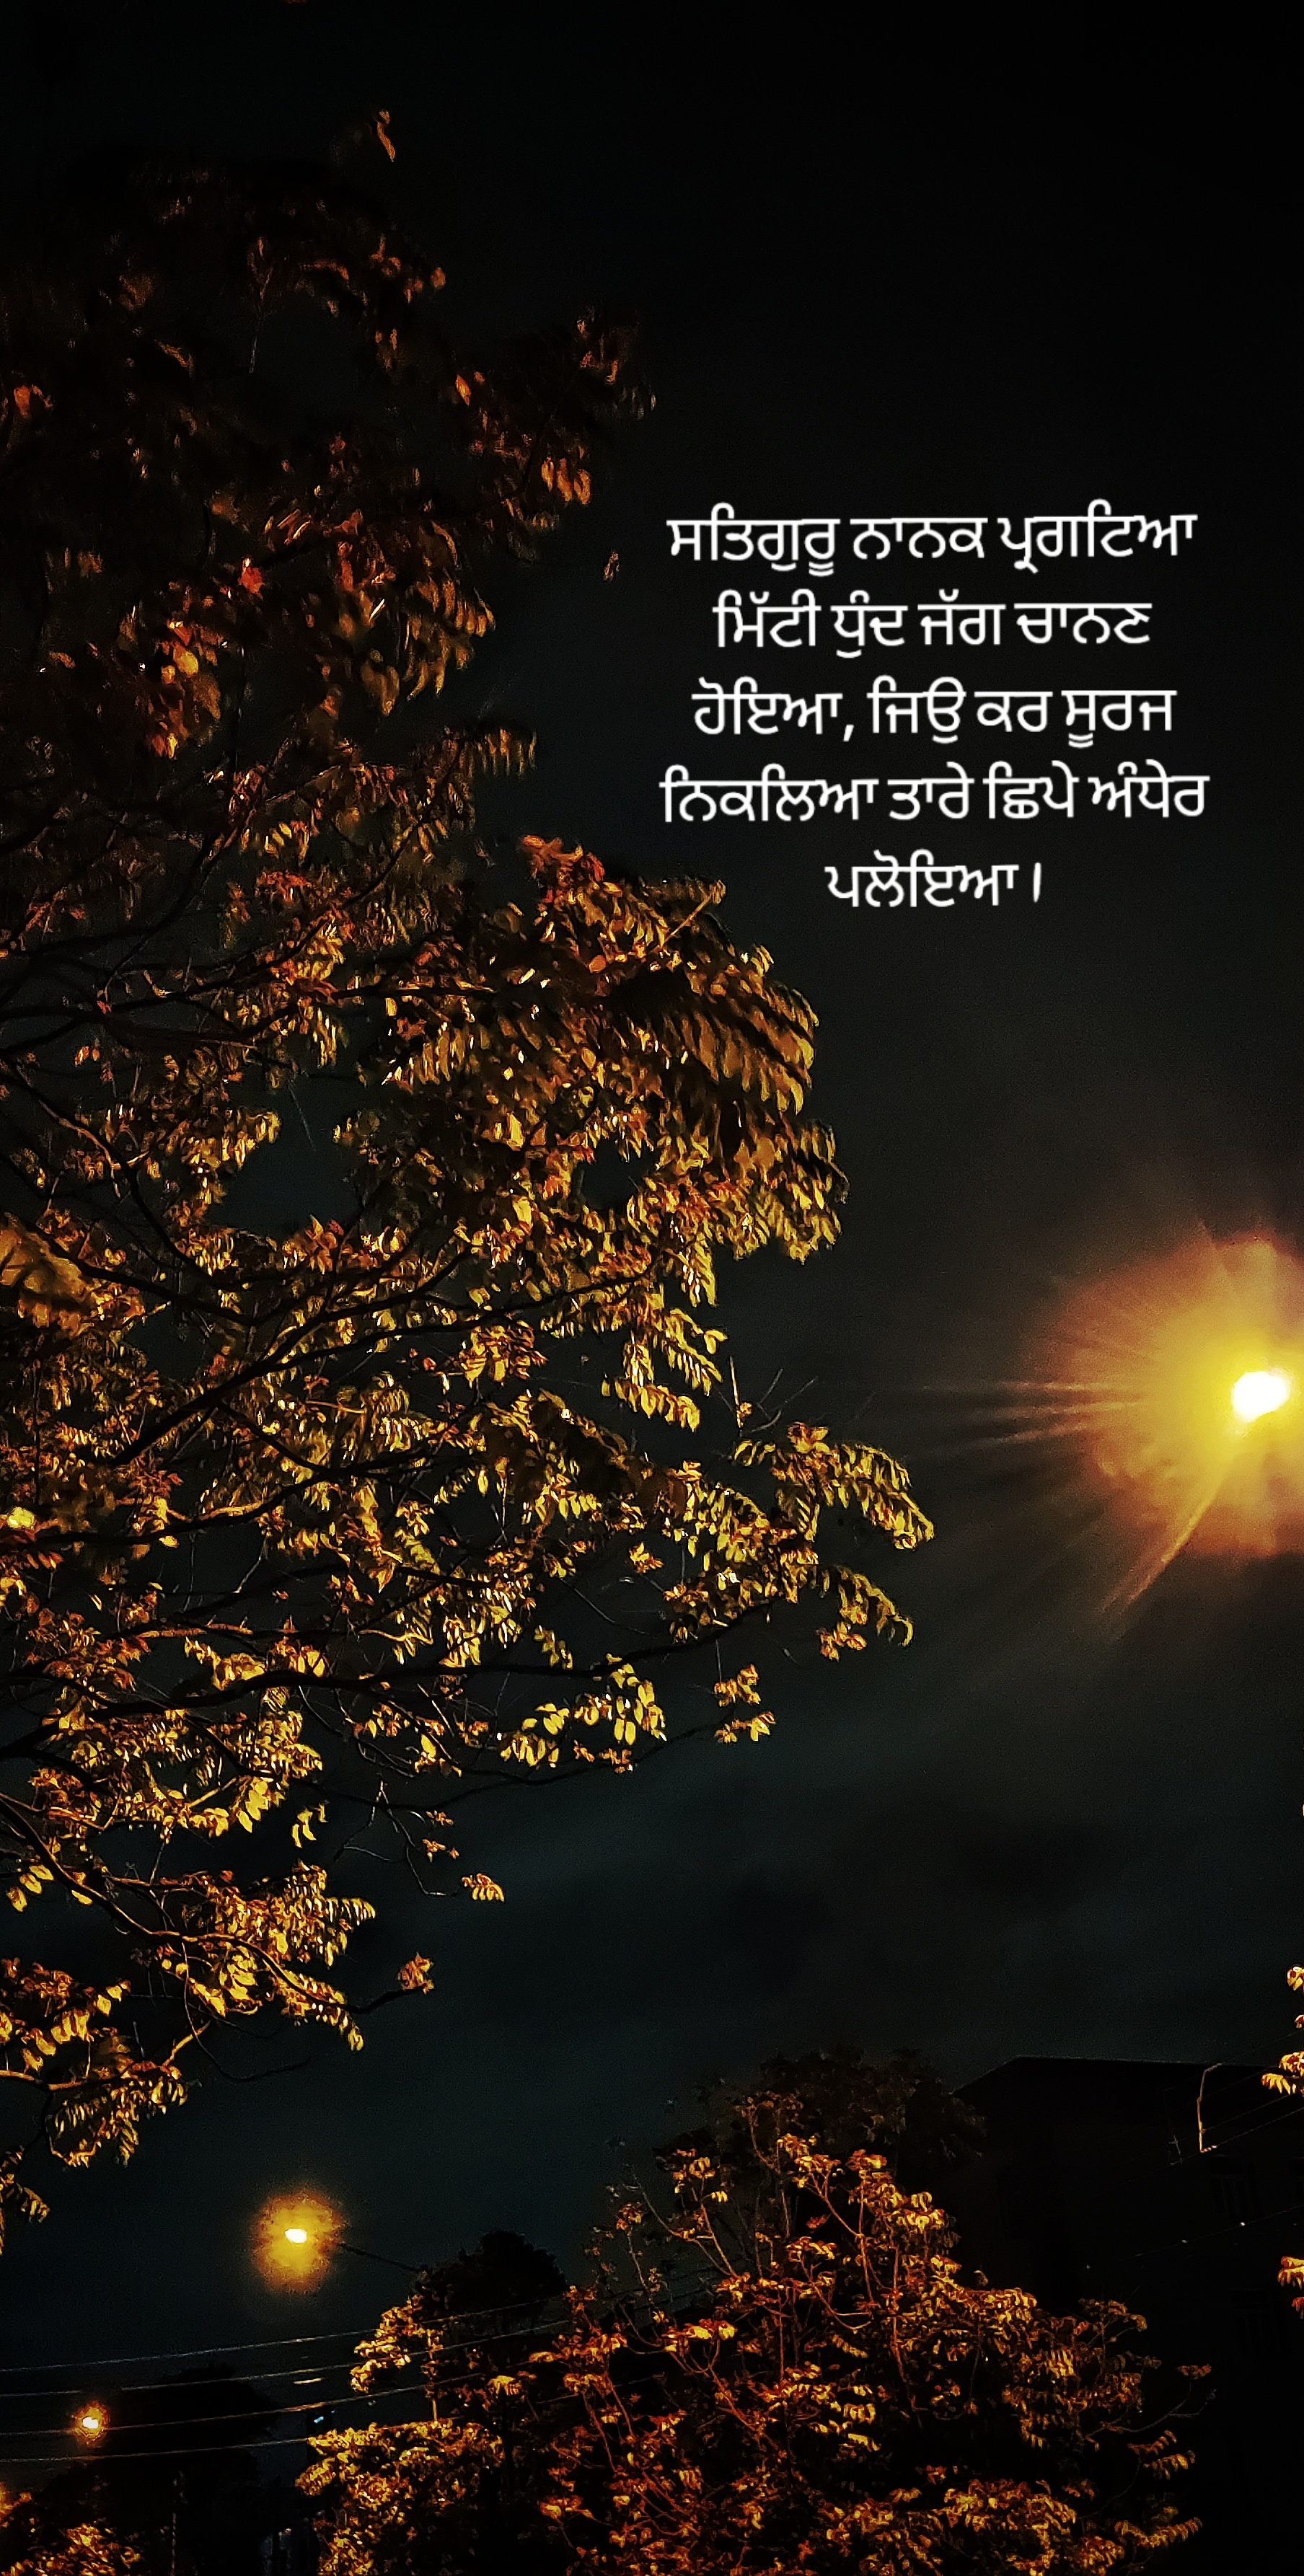 ਸਤਿਗੁਰੂ ਨਾਨਕ ਪ੍ਰਗਟਿਆ
ਮਿੱਟੀ ਧੁੰਦ ਜੱਗ ਚਾਨਣ
ਹੋਇਆ, ਜਿਉ ਕਰ ਸੂਰਜ
ਨਿਕਲਿਆ ਤਾਰੇ ਛਿਪੇ ਅੰਧੇਰ
ਪਲੋਇਆ।